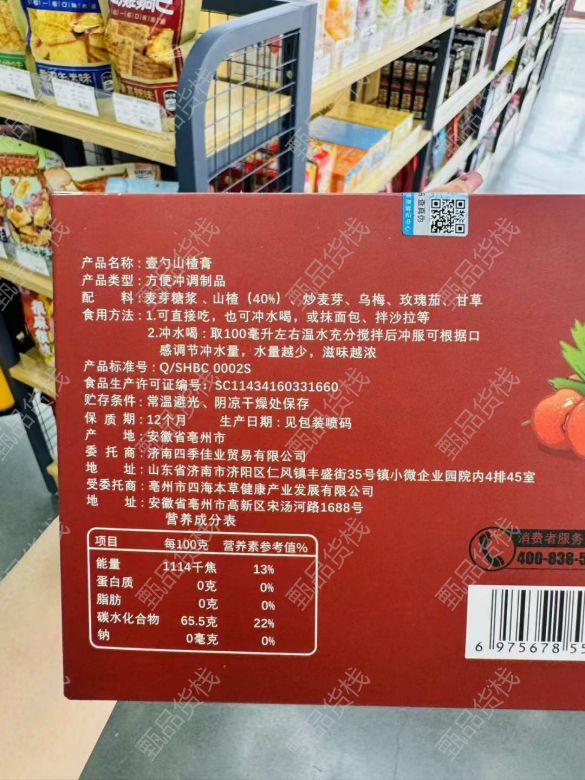 查真伪
产品名称：壹勺山楂膏
产品类型：方便冲调制品
配　　料：麦芽糖浆、山楂（40%）、炒麦芽、乌梅、玫瑰茄、甘草
食用方法：1.可直接吃，也可冲水喝，或抹面包、拌沙拉等
2.冲水喝：取100毫升左右温水充分搅拌后冲服可根据口
感调节冲水量，水量越少，滋味越浓
产品标准号：Q/SHBC 0002S
食品生产许可证编号：SC11434160331660
贮存条件：常温避光、阴凉干燥处保存
保 质 期：12个月　　生产日期：见包装喷码
产　　地：安徽省亳州市
委 托 商：济南四季佳业贸易有限公司
地　　址：山东省济南市济阳区仁风镇丰盛街35号镇小微企业园院内4排45室
受委托商：亳州市四海本草健康产业发展有限公司
地　　址：安徽省亳州市高新区宋汤河路1688号
营养成分表
项目 每100克 营养素参考值%
能量 1114千焦 13%
蛋白质 0克 0%
脂肪 0克 0%
碳水化合物 65.5克 22%
钠 0毫克 0%
消费者服务
400-838-5
6 975678 55
甄品货栈